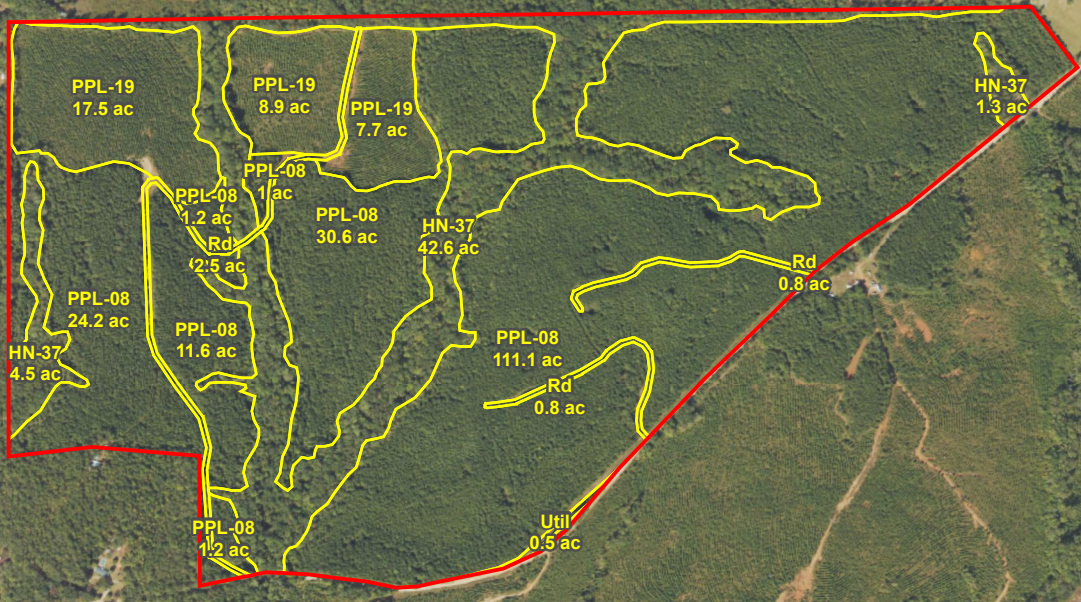 PPL-19
17.5 ac
PPL-19
8.9 ac
PPL-19
7.7 ac
HN-37
1.3 ac
PPL-08
1 ac
PPL-08
1.2 ac
PPL-08
30.6 ac
HN-37
42.6 ac
Rd
2.5 ac
Rd
0.8 ac
PPL-08
24.2 ac
PPL-08
11.6 ac
PPL-08
111.1 ac
HN-37
4.5 ac
Rd
0.8 ac
PPL-08
1.2 ac
Util
0.5 ac